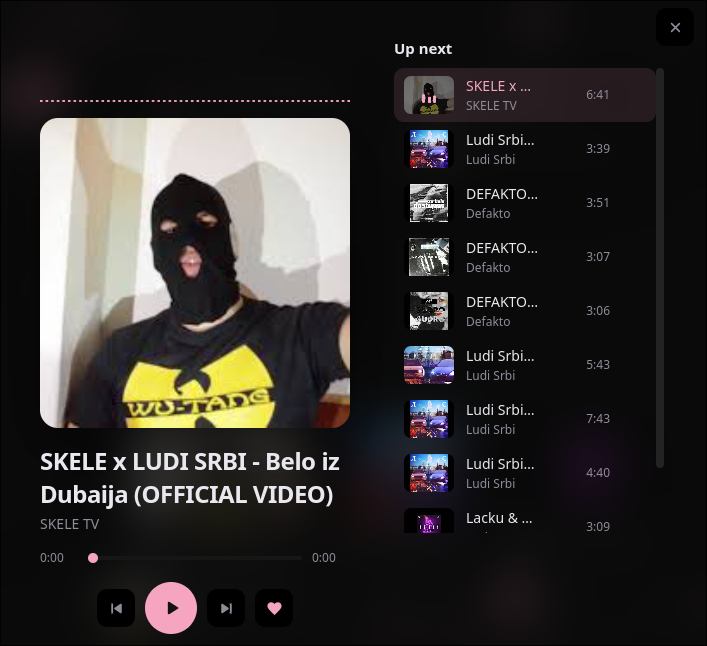 Up next
SKELE x ...
SKELE TV
6:41
Ludi Srbi...
Ludi Srbi
3:39
DEFAKTO...
Defakto
3:51
DEFAKTO...
Defakto
3:07
DEFAKTO...
Defakto
3:06
Ludi Srbi...
Ludi Srbi
5:43
Ludi Srbi...
Ludi Srbi
7:43
Ludi Srbi...
Ludi Srbi
4:40
Lacku & ...
3:09
WU-TANG
SKELE x LUDI SRBI - Belo iz
Dubaija (OFFICIAL VIDEO)
SKELE TV
0:00
0:00